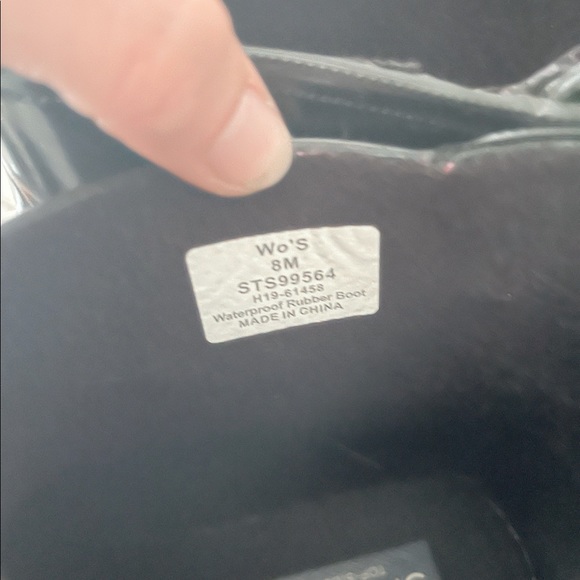 Wo'S
8M
STS99564
H19-61458
Waterproof Rubber Boot
MADE IN CHINA